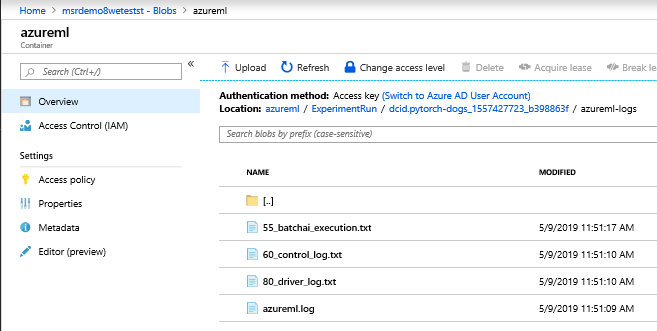 Home > msrdemo8wetestst - Blobs > azureml
azureml
Container
Search (Ctrl+/)
«
Overview
Access Control (IAM)
Settings
Access policy
Properties
Metadata
Editor (preview)
Upload Refresh Change access level Delete Acquire lease Break le
Authentication method: Access key (Switch to Azure AD User Account)
Location: azureml / ExperimentRun / dcid.pytorch-dogs_1557427723_b398863f / azureml-logs
Search blobs by prefix (case-sensitive)
NAME MODIFIED
[..]
55_batchai_execution.txt 5/9/2019 11:51:17 AM
60_control_log.txt 5/9/2019 11:51:10 AM
80_driver_log.txt 5/9/2019 11:51:10 AM
azureml.log 5/9/2019 11:51:09 AM